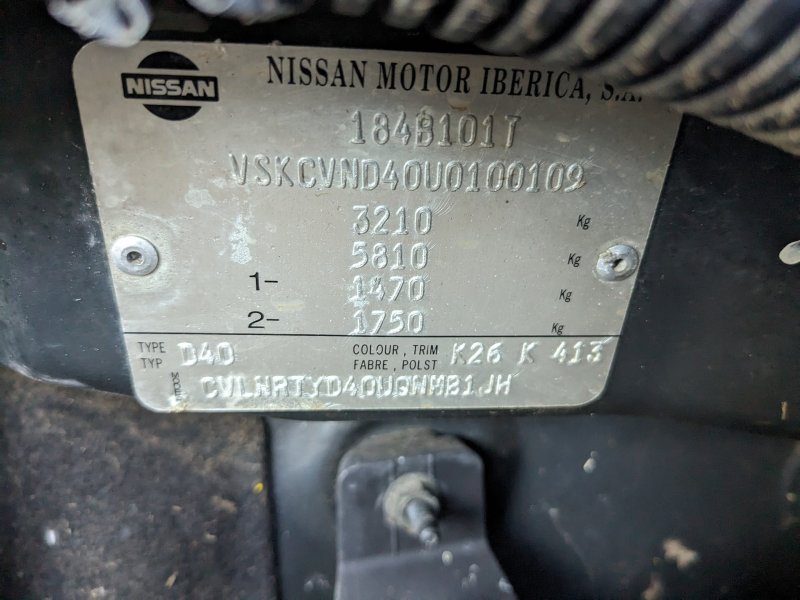 NISSAN
NISSAN MOTOR IBERICA, S.A.
184B101T
VSKCVND40U0100109
3210 Kg
5810 Kg
1- 1470 Kg
2- 1750 Kg
TYPE D40 COLOUR, TRIM K26 K 413
TYP FABRE, POLST
CVLNRTYD40UQWMB1JH